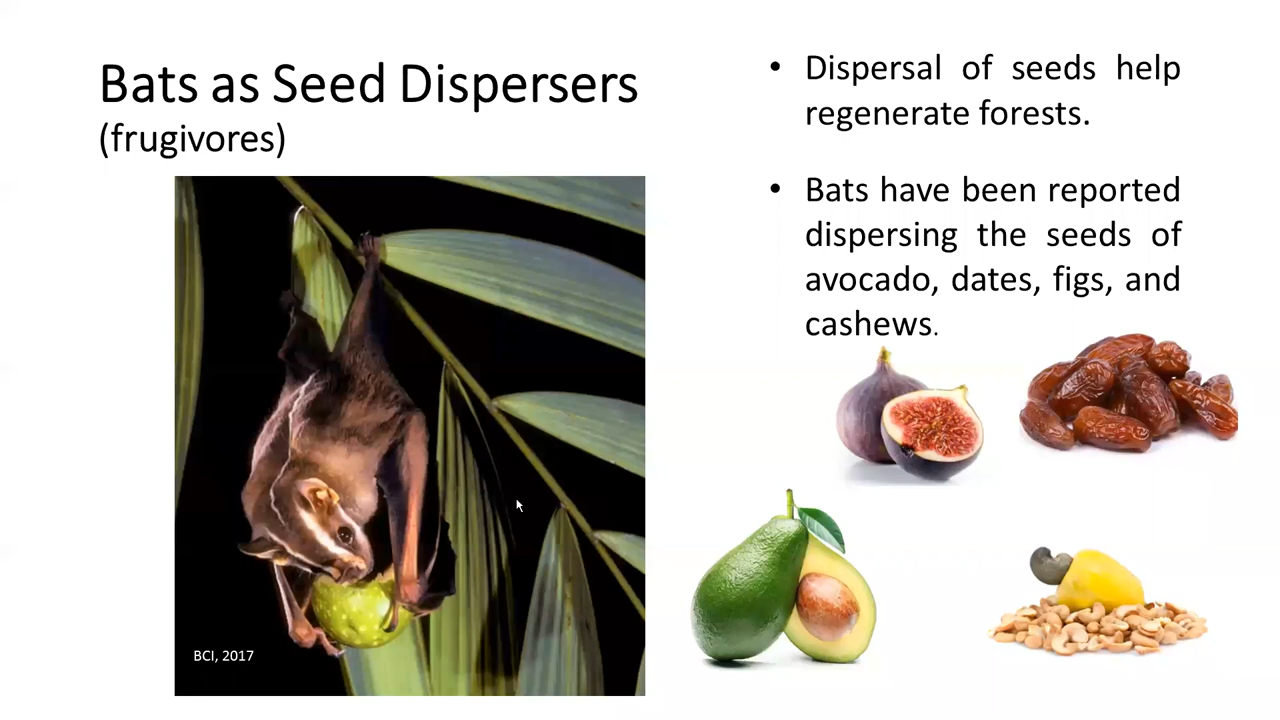 Bats as Seed Dispersers
(frugivores)
• Dispersal of seeds help
regenerate forests.
• Bats have been reported
dispersing the seeds of
avocado, dates, figs, and
cashews.
BCI, 2017